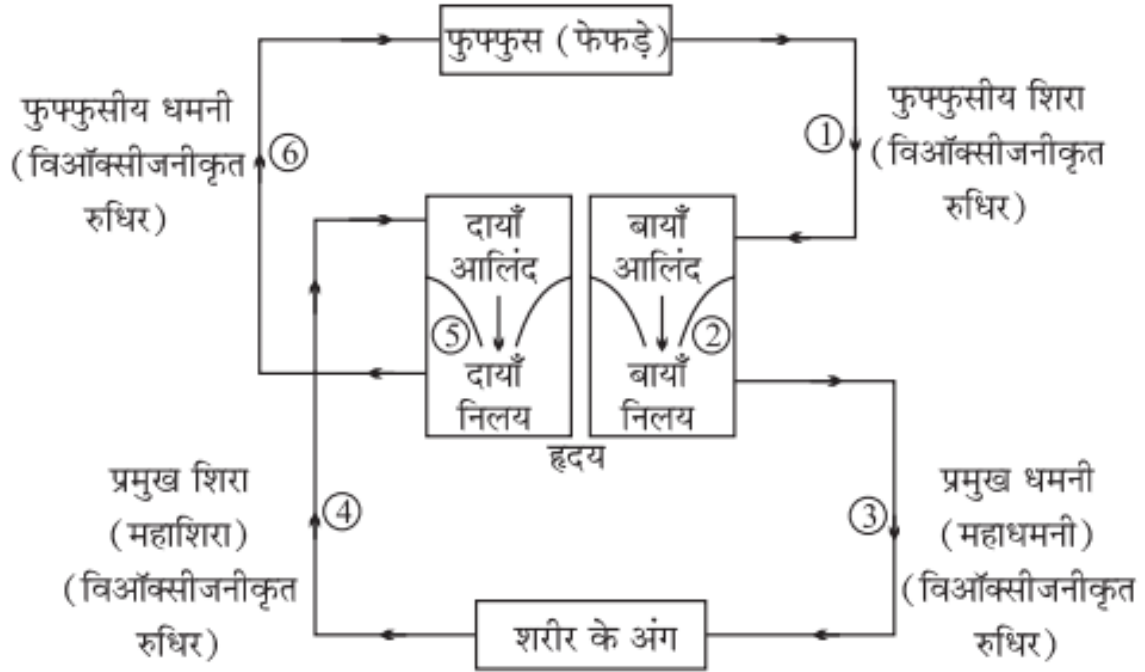 फुफ्फुस (फेफड़े)
फुफ्फुसीय धमनी
(विऑक्सीजनीकृत
रुधिर)
⑥
①
फुफ्फुसीय शिरा
(विऑक्सीजनीकृत
रुधिर)
दायाँ
आलिंद
⑤
दायाँ
निलय
बायाँ
आलिंद
②
बायाँ
निलय
हृदय
प्रमुख शिरा
(महाशिरा)
(विऑक्सीजनीकृत
रुधिर)
④
③
प्रमुख धमनी
(महाधमनी)
(विऑक्सीजनीकृत
रुधिर)
शरीर के अंग